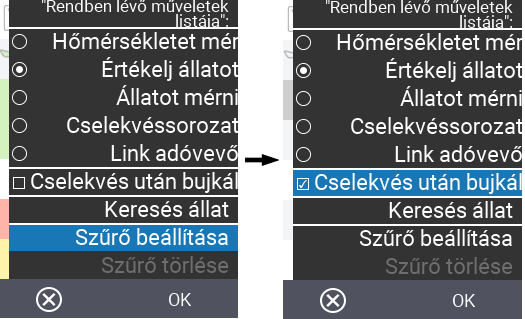 "Rendben lévő műveletek
listája":
Hőmérsékletet mér
Értékelj állatot
Állatot mérni
Cselekvéssorozat
Link adóvevő
Cselekvés után bujkál
Keresés állat
Szűrő beállítása
Szűrő törlése
OK
"Rendben lévő műveletek
listája":
Hőmérsékletet mér
Értékelj állatot
Állatot mérni
Cselekvéssorozat
Link adóvevő
Cselekvés után bujkál
Keresés állat
Szűrő beállítása
Szűrő törlése
OK